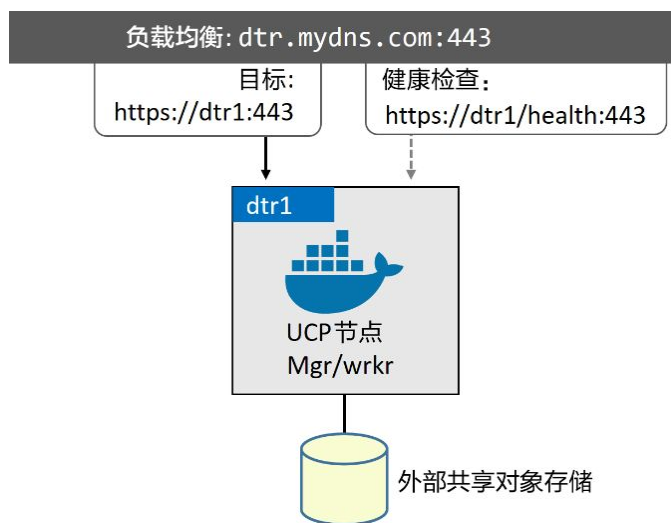 负载均衡: dtr.mydns.com:443
目标:
https://dtr1:443
健康检查：
https://dtr1/health:443
dtr1
UCP节点
Mgr/wrkr
外部共享对象存储